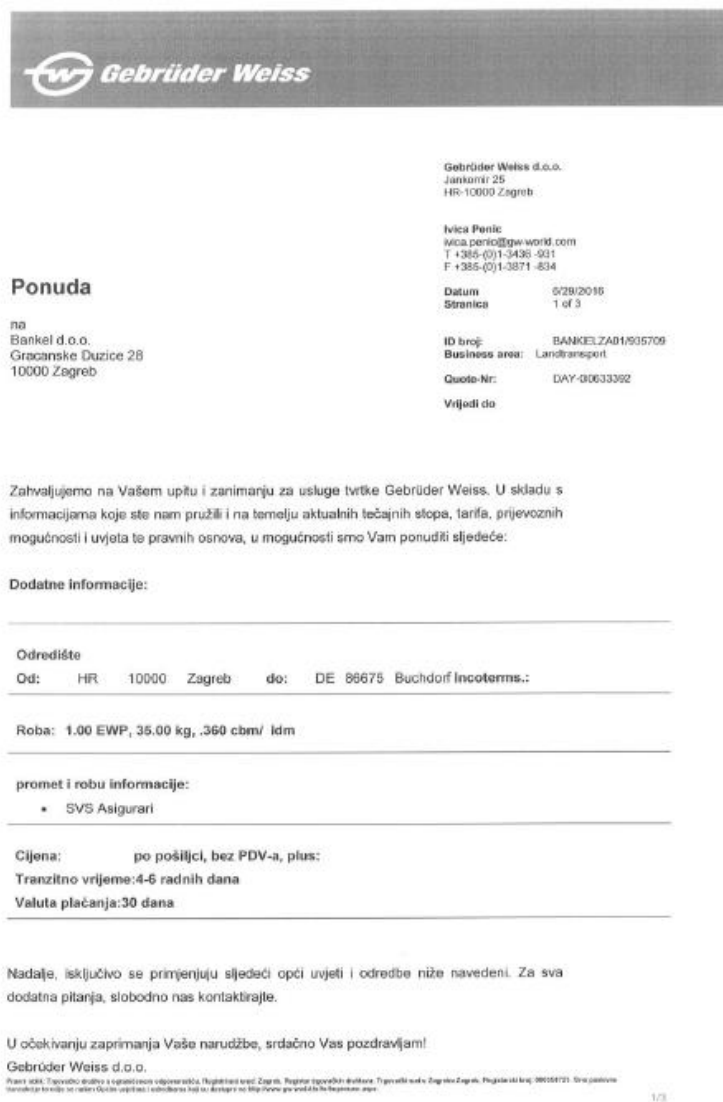 Gebrüder Weiss
Gebrüder Weiss d.o.o.
Jankomir 25
HR-10000 Zagreb
Ivica Penic
ivica.penic@gw-world.com
T +385-(0)1-3436 -931
F +385-(0)1-3871 -834
Ponuda
Datum 6/29/2016
Stranica 1 of 3
na
Bankel d.o.o.
Gracanske Duzice 28
10000 Zagreb
ID broj: BANKELZA01/935709
Business area: Landtransport
Quote-Nr: DAY-00633392
Vrijedi do
Zahvaljujemo na Vašem upitu i zanimanju za usluge tvrtke Gebrüder Weiss. U skladu s
informacijama koje ste nam pružili i na temelju aktualnih tečajnih stopa, tarifa, prijevoznih
mogućnosti i uvjeta te pravnih osnova, u mogućnosti smo Vam ponuditi sljedeće:
Dodatne informacije:
Odredište
Od: HR 10000 Zagreb do: DE 86675 Buchdorf Incoterms.:
Roba: 1.00 EWP, 35.00 kg, .360 cbm/ ldm
promet i robu informacije:
• SVS Asigurari
Cijena: po pošiljci, bez PDV-a, plus:
Tranzitno vrijeme:4-6 radnih dana
Valuta plaćanja:30 dana
Nadalje, isključivo se primjenjuju sljedeći opći uvjeti i odredbe niže navedeni. Za sva
dodatna pitanja, slobodno nas kontaktirajte.
U očekivanju zaprimanja Vaše narudžbe, srdačno Vas pozdravljam!
Gebrüder Weiss d.o.o.
1/3